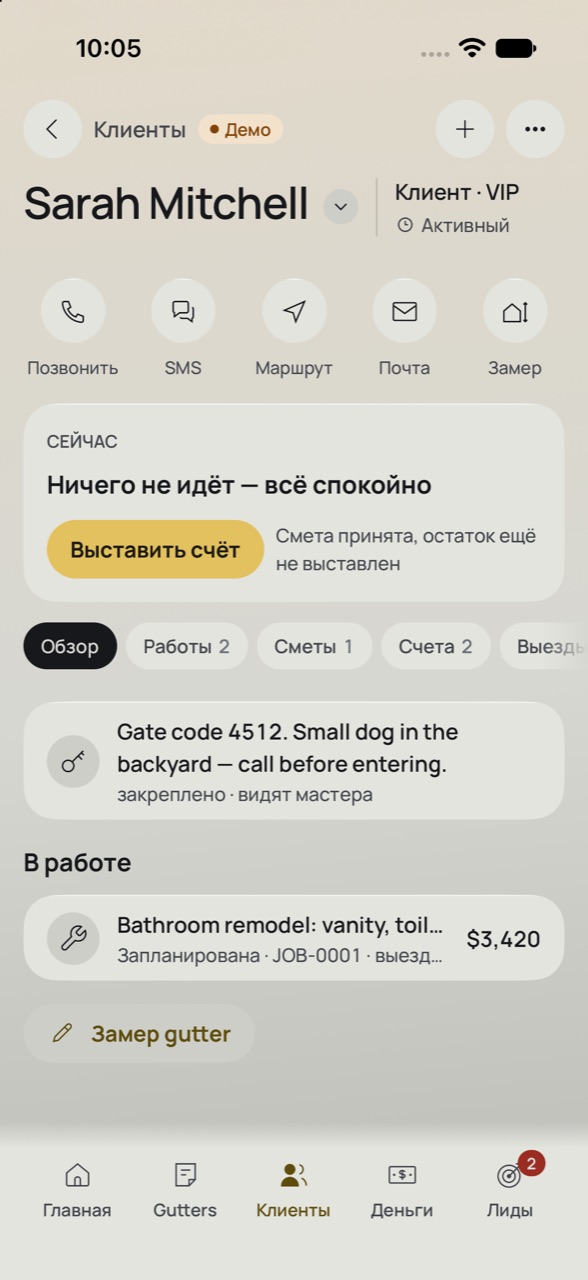 10:05
Клиенты
Демо
Sarah Mitchell
Клиент · VIP
Активный
Позвонить
SMS
Маршрут
Почта
Замер
СЕЙЧАС
Ничего не идёт — всё спокойно
Выставить счёт
Смета принята, остаток ещё
не выставлен
Обзор
Работы 2
Сметы 1
Счета 2
Выезды
Gate code 4512. Small dog in the
backyard — call before entering.
закреплено · видят мастера
В работе
Bathroom remodel: vanity, toil...
$3,420
Запланирована · JOB-0001 · выезд...
Замер gutter
2
Главная
Gutters
Клиенты
Деньги
Лиды